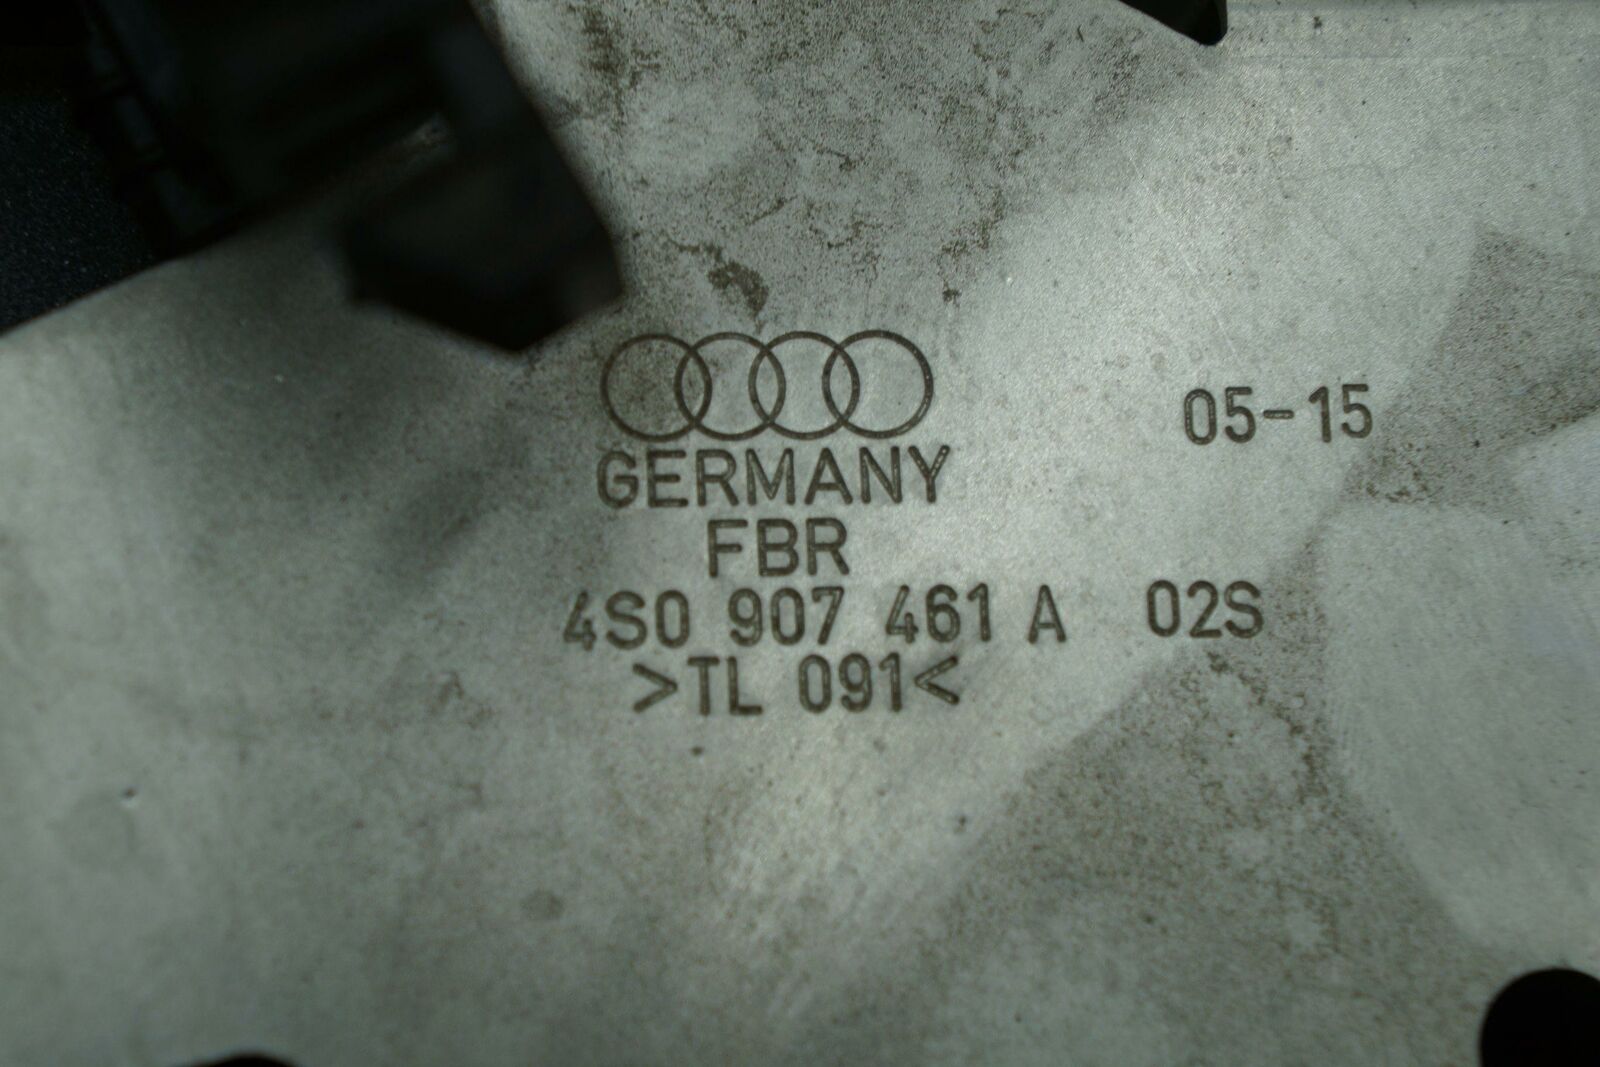 05-15
GERMANY
FBR
4S0 907 461 A 02S
>TL 091<